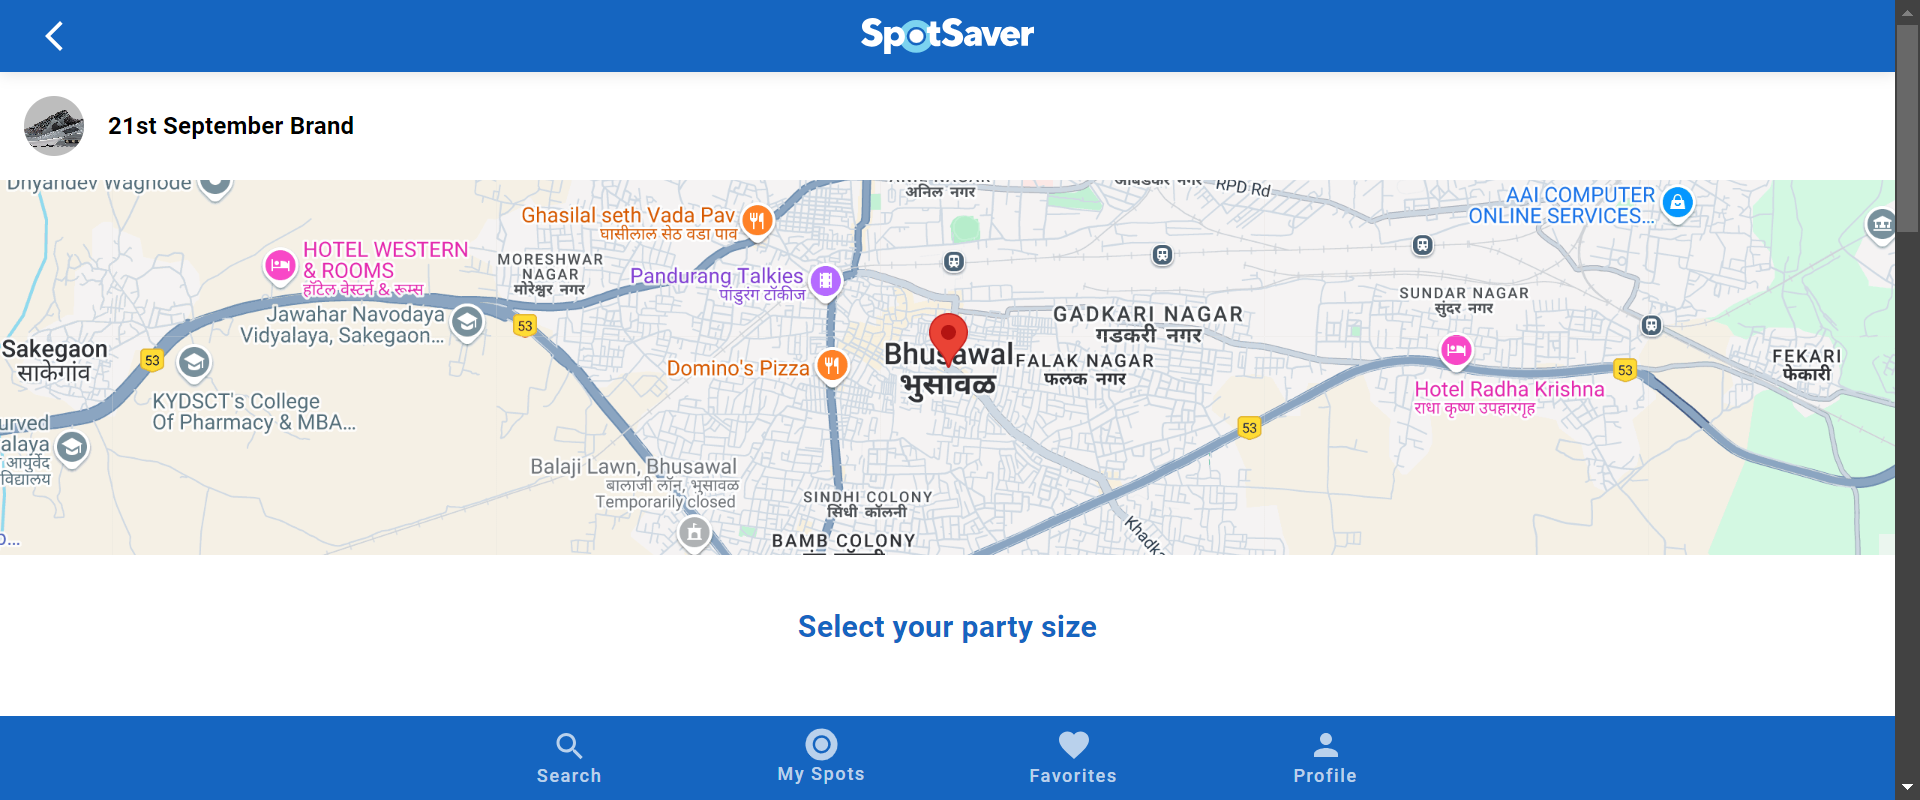 SpotSaver
21st September Brand
Dnyandev Waghode
अनिल नगर
RPD Rd
AAI COMPUTER
ONLINE SERVICES...
Ghasilal seth Vada Pav
घासीलाल सेठ वडा पाव
HOTEL WESTERN
& ROOMS
हॉटेल वेस्टर्न & रूम्स
MORESHWAR
NAGAR
मोरेश्वर नगर
Pandurang Talkies
पांडुरंग टॉकीज
Jawahar Navodaya
Vidyalaya, Sakegaon...
53
SUNDAR NAGAR
सुंदर नगर
GADKARI NAGAR
गडकरी नगर
Sakegaon
साकेगाव
53
Domino's Pizza
Bhusawal
भुसावळ
FALAK NAGAR
फलक नगर
Hotel Radha Krishna
राधा कृष्ण उपहारगृह
53
FEKARI
फेकारी
KYDSCT's College
Of Pharmacy & MBA...
53
urved
alaya
आयुर्वेद
विद्यालय
Balaji Lawn, Bhusawal
बालाजी लॉन, भुसावळ
Temporarily closed
SINDHI COLONY
सिंधी कॉलनी
BAMB COLONY
Khadka
Select your party size
Search
My Spots
Favorites
Profile